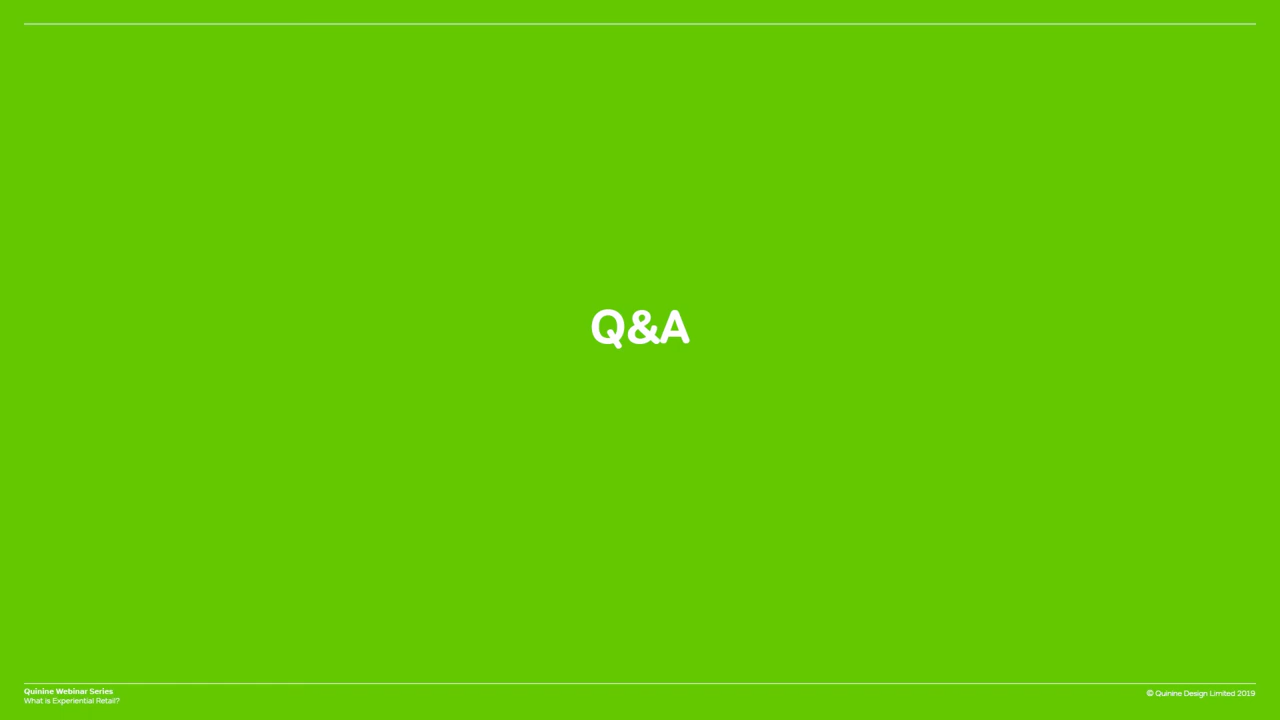 Q&A
Quinine Webinar Series
What is Experiential Retail?
© Quinine Design Limited 2019